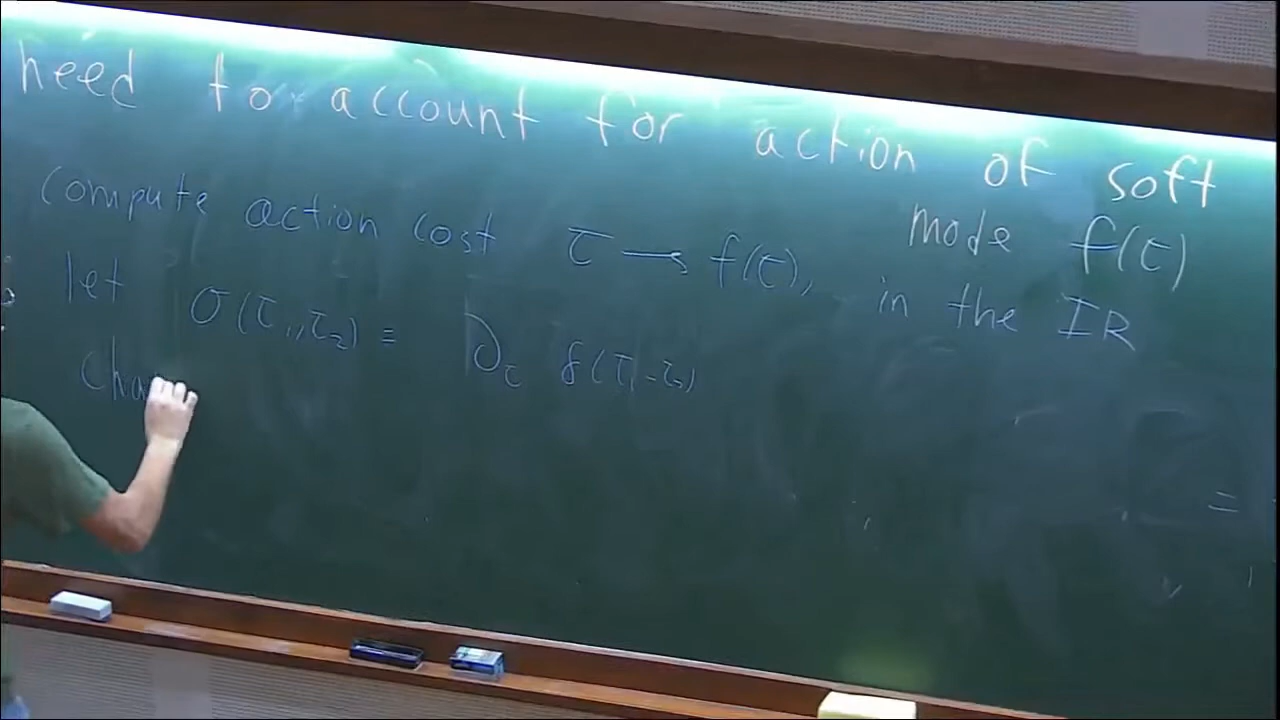 need to account for action of soft
mode f(τ)
compute action cost τ → f(τ), in the IR
let σ(τ₁,τ₂) ≡ ∂_τ δ(τ₁-τ₂)
cha
=